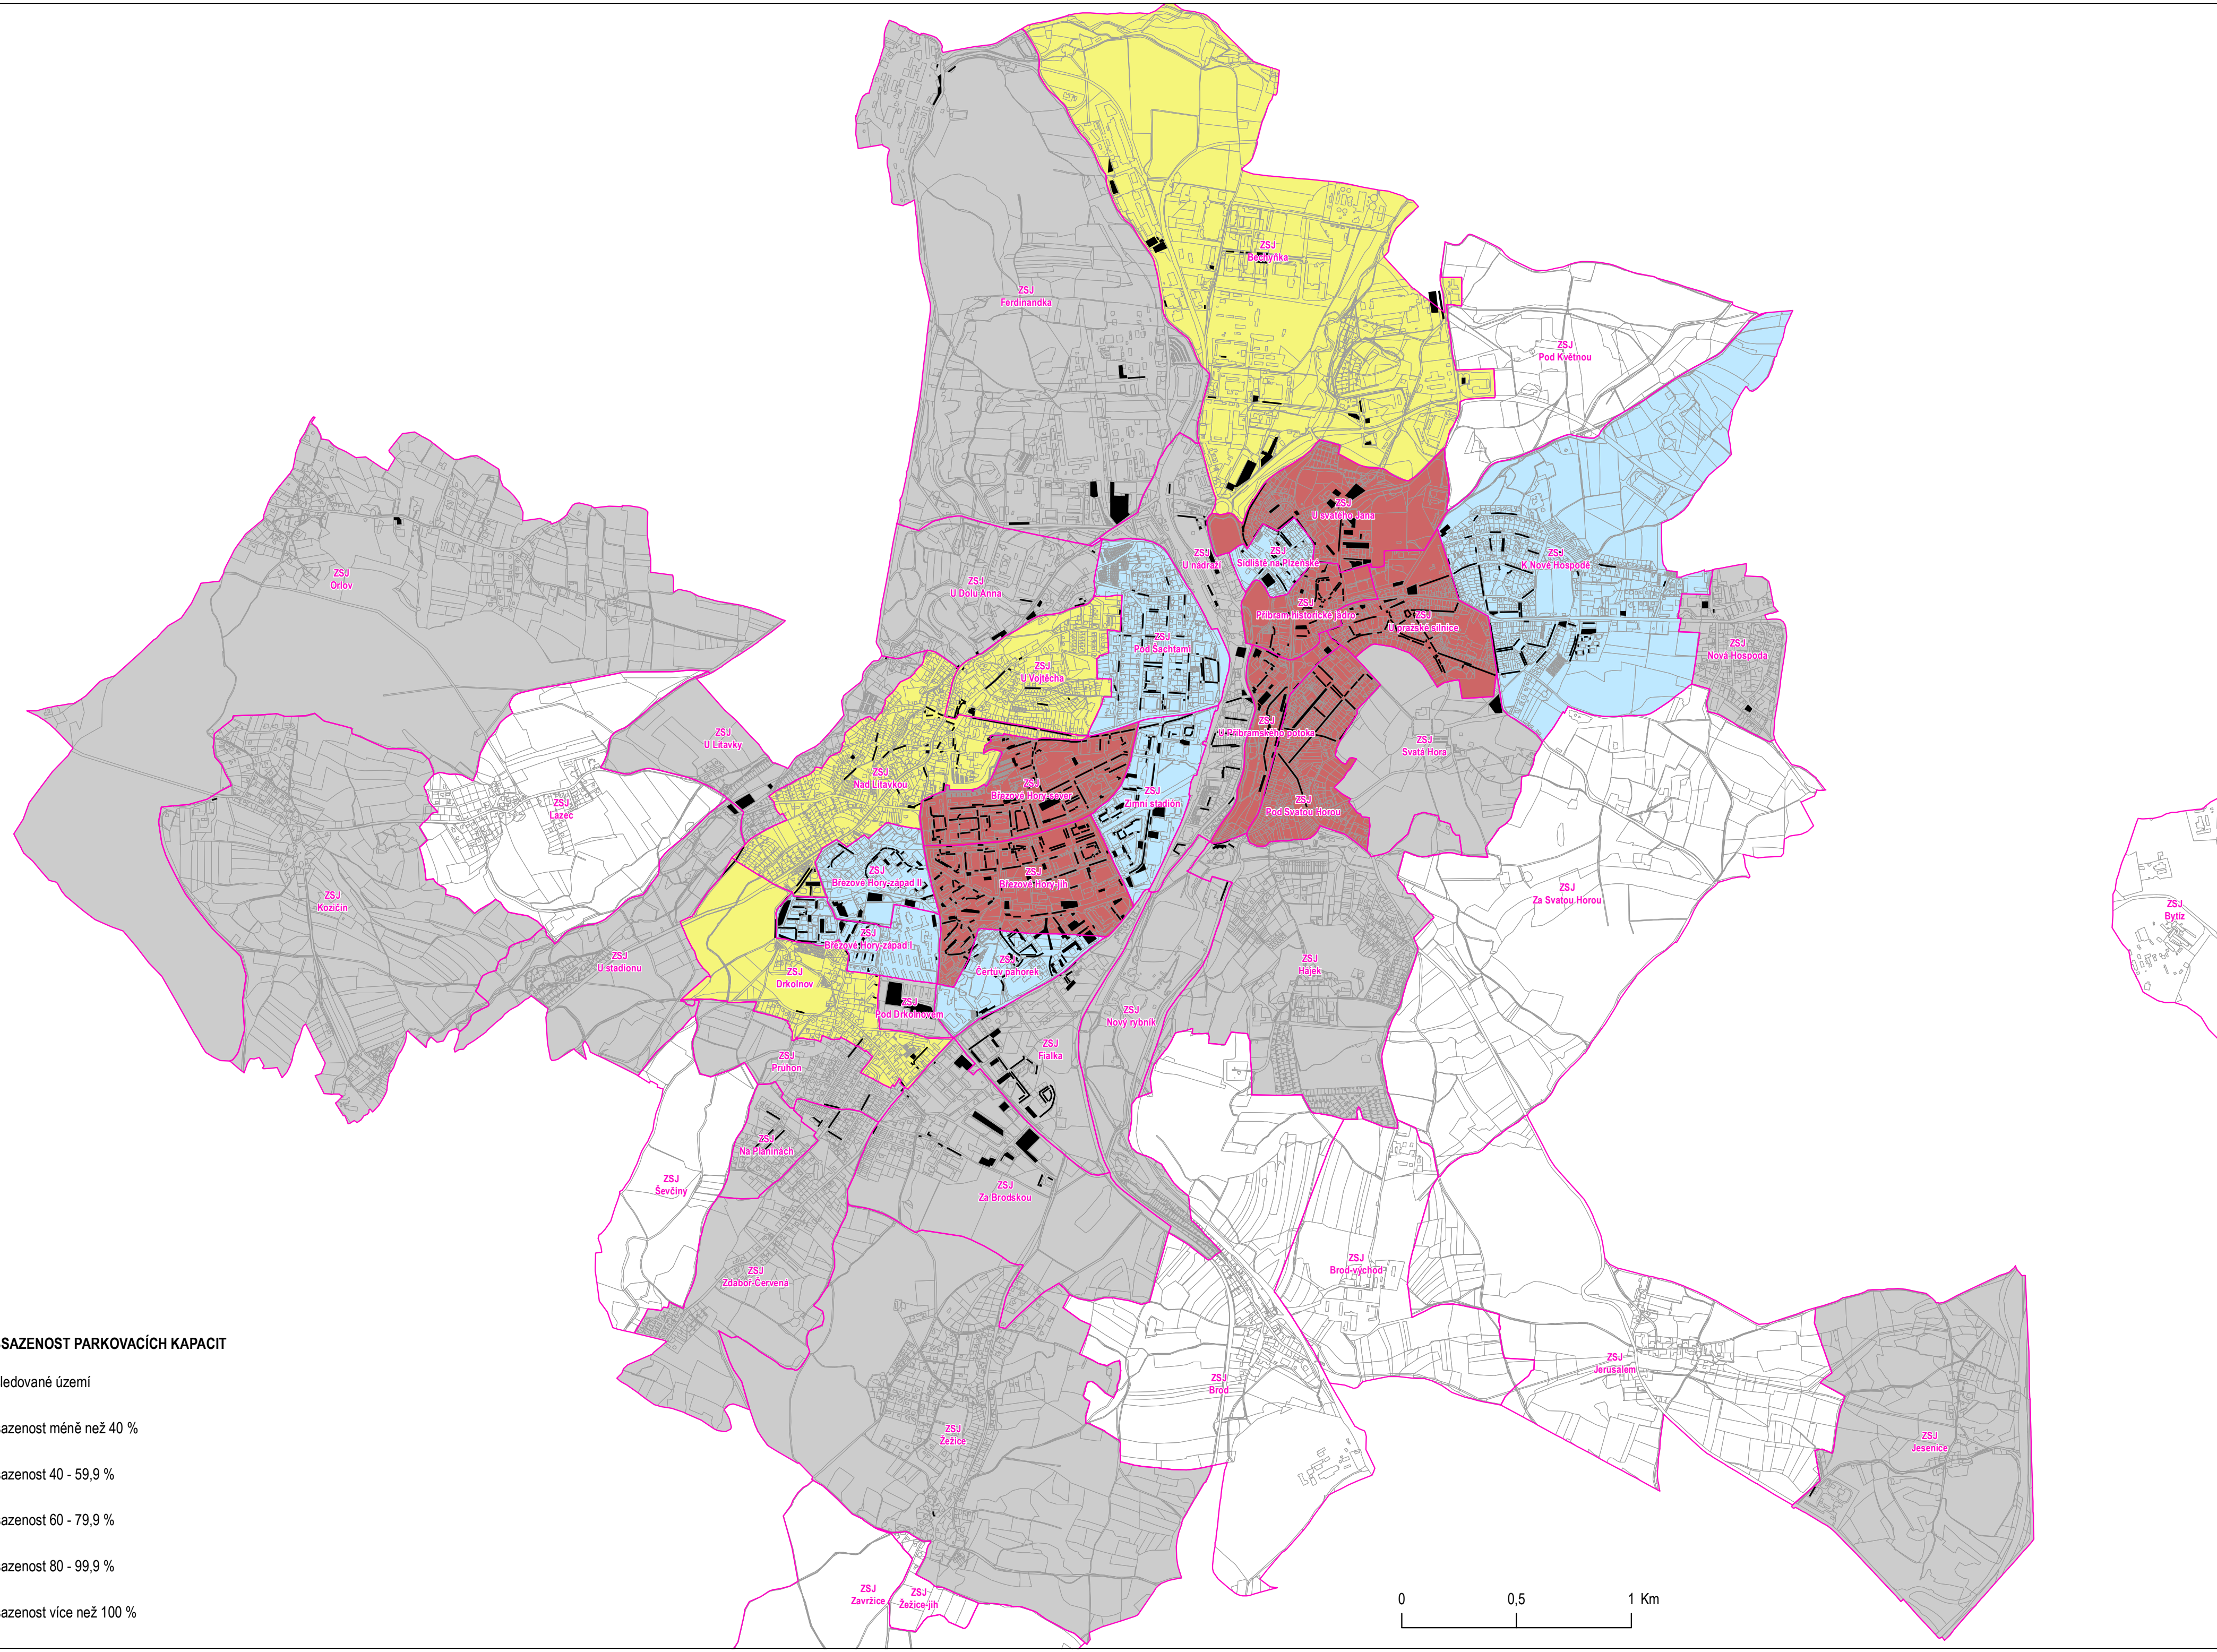 ZSJ
Bechyňka
ZSJ
Ferdinandka
ZSJ
Pod Květnou
ZSJ
U svatého Jana
ZSJ
Orlov
ZSJ
U nádraží
ZSJ
Sídliště na Plzeňské
ZSJ
K Nové Hospodě
ZSJ
U Dolu Anna
ZSJ
Příbram historické jádro
ZSJ
U pražské silnice
ZSJ
Pod Šachtami
ZSJ
Nová Hospoda
ZSJ
U Vojtěcha
ZSJ
U Litavky
ZSJ
U Příbramského potoka
ZSJ
Svatá Hora
ZSJ
Nad Litavkou
ZSJ
Březové Hory-sever
ZSJ
Zimní stadión
ZSJ
Pod Svatou Horou
ZSJ
Lazec
ZSJ
Březové Hory-západ II
ZSJ
Březové Hory-jih
ZSJ
Za Svatou Horou
ZSJ
Kozičín
ZSJ
Bytíz
ZSJ
Březové Hory-západ I
ZSJ
U stadionu
ZSJ
Drkolnov
ZSJ
Čertův pahorek
ZSJ
Hájek
ZSJ
Pod Drkolnovem
ZSJ
Nový rybník
ZSJ
Fialka
ZSJ
Průhon
ZSJ
Na Planinách
ZSJ
Ševčiny
ZSJ
Za Brodskou
ZSJ
Zdaboř-Červená
ZSJ
Brod-východ
ZSJ
Jerusalem
ZSJ
Brod
ZSJ
Žežice
ZSJ
Jesenice
ZSJ
Zavržice
ZSJ
Žežice-jih
SAZENOST PARKOVACÍCH KAPACIT
ledované území
azenost méně než 40 %
azenost 40 - 59,9 %
azenost 60 - 79,9 %
azenost 80 - 99,9 %
azenost více než 100 %
0 0,5 1 Km